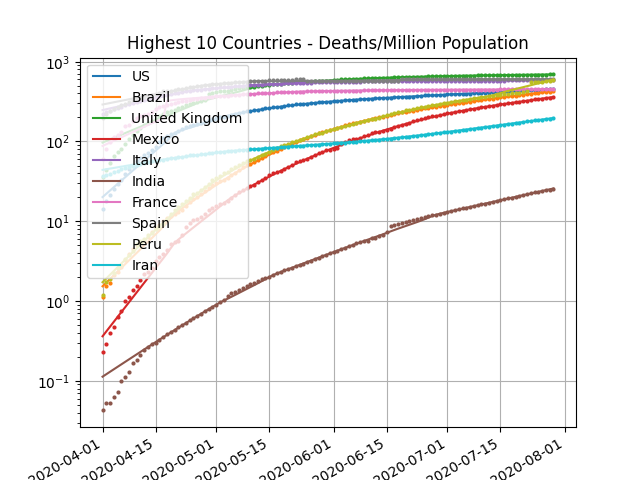 Highest 10 Countries - Deaths/Million Population
10³
10²
10¹
10⁰
10⁻¹
US
Brazil
United Kingdom
Mexico
Italy
India
France
Spain
Peru
Iran
2020-04-01
2020-04-15
2020-05-01
2020-05-15
2020-06-01
2020-06-15
2020-07-01
2020-07-15
2020-08-01